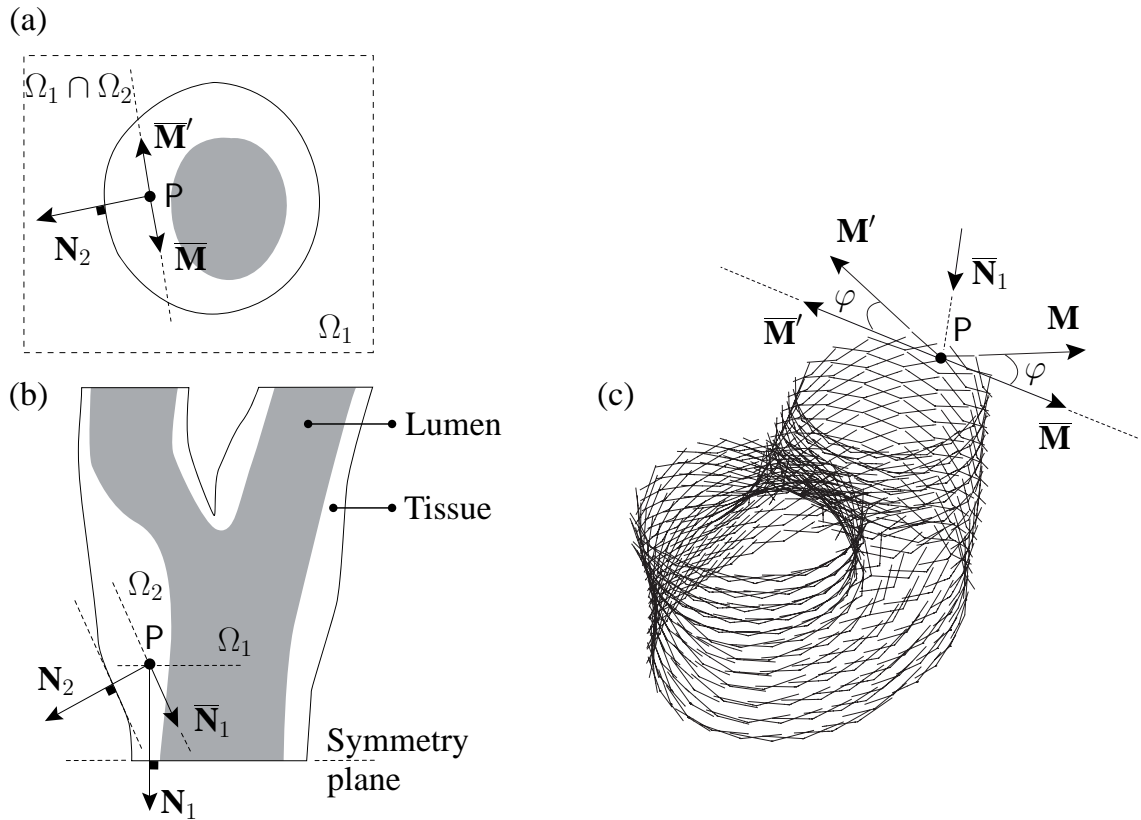 (a)
Ω₁ ∩ Ω₂
M̅′
P
N₂
M̅
Ω₁
(b)
Lumen
Tissue
Ω₂
P
Ω₁
N₂
N̅₁
Symmetry
plane
N₁
(c)
M′
N̅₁
φ
M̅′
P
M
φ
M̅